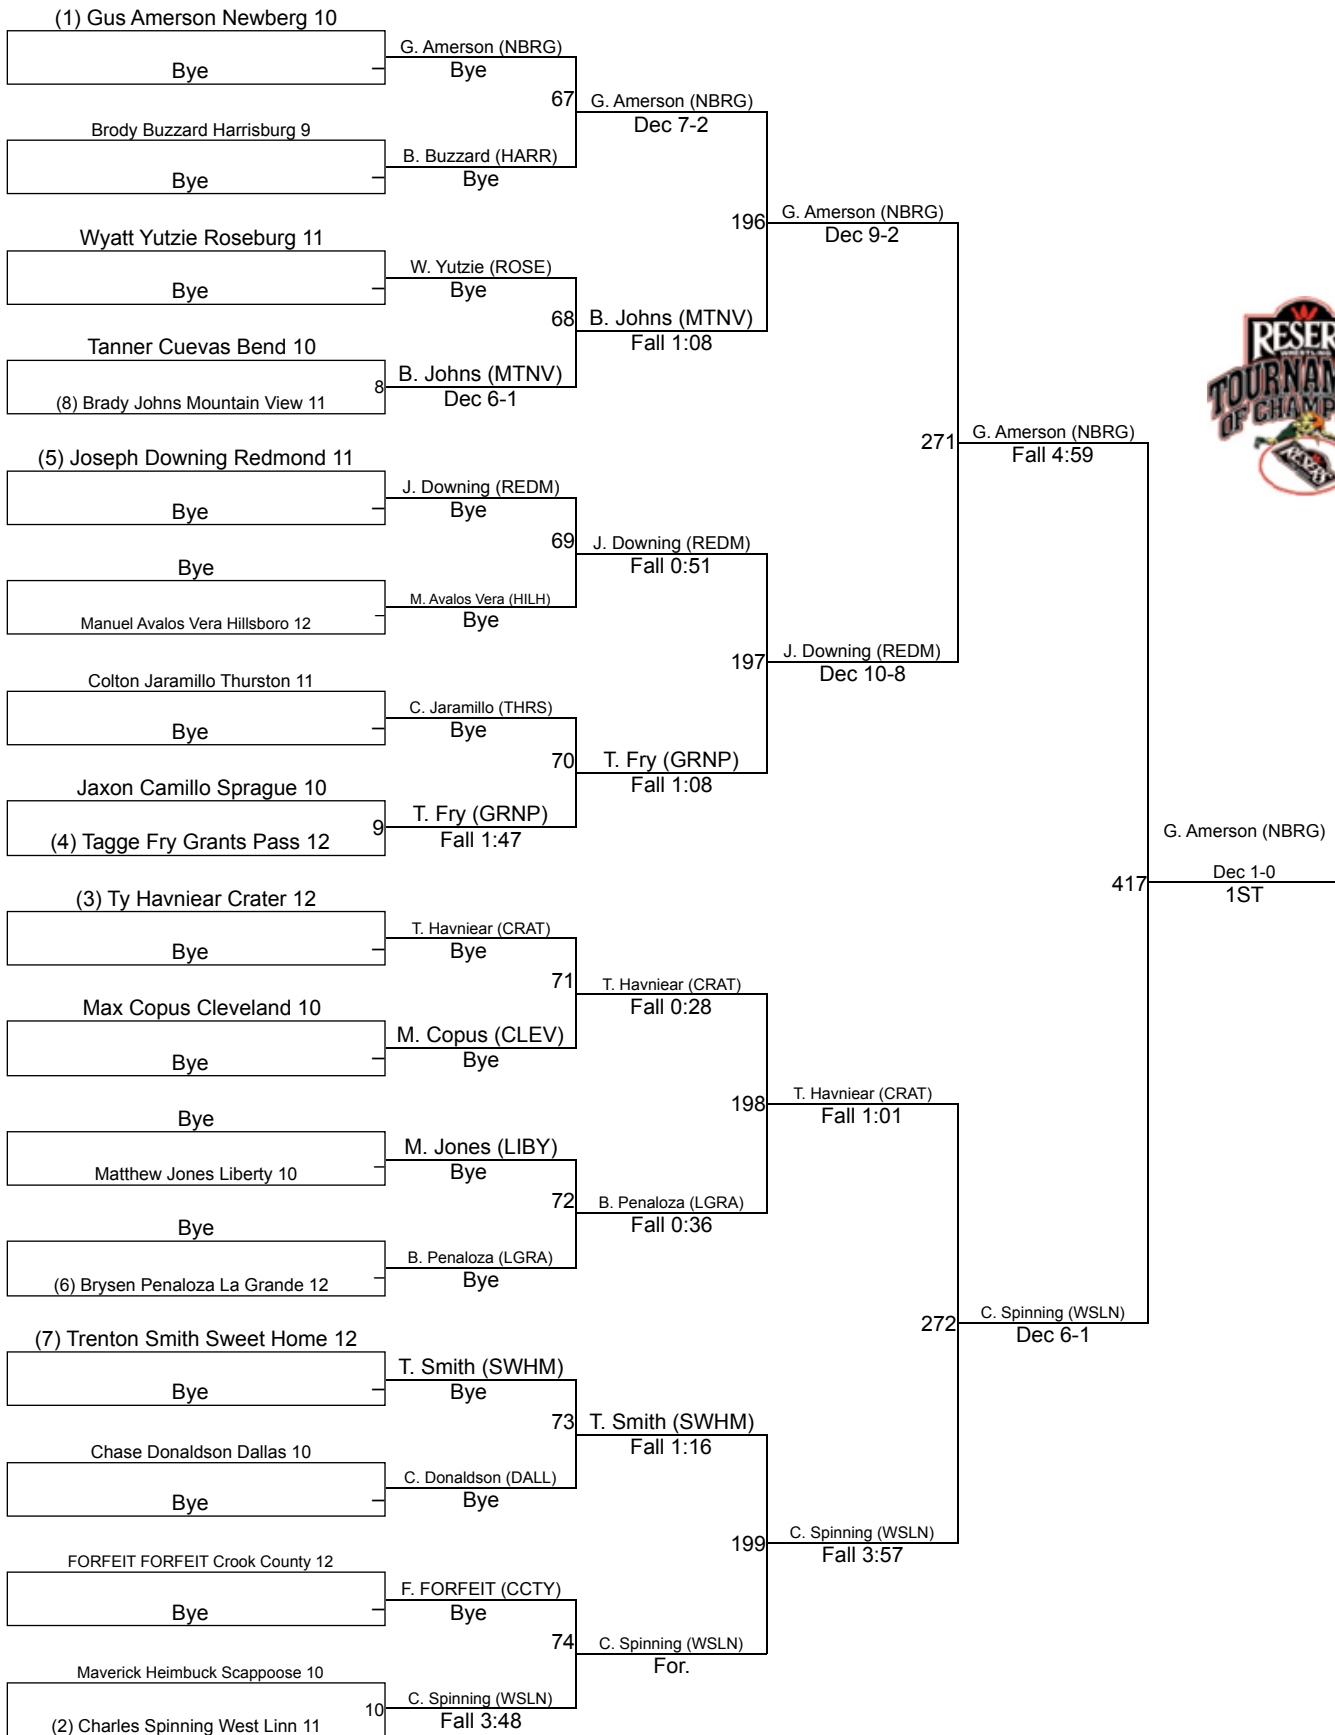 (1) Gus Amerson Newberg 10
G. Amerson (NBRG)
Bye
Bye
67
G. Amerson (NBRG)
Dec 7-2
Brody Buzzard Harrisburg 9
B. Buzzard (HARR)
Bye
Bye
196
G. Amerson (NBRG)
Dec 9-2
Wyatt Yutzie Roseburg 11
W. Yutzie (ROSE)
Bye
Bye
68
B. Johns (MTNV)
Fall 1:08
Tanner Cuevas Bend 10
8
B. Johns (MTNV)
(8) Brady Johns Mountain View 11
Dec 6-1
RESER
WRESTLING
TOURNAM
OF CHAMP
RESERS
271
G. Amerson (NBRG)
Fall 4:59
(5) Joseph Downing Redmond 11
J. Downing (REDM)
Bye
Bye
69
J. Downing (REDM)
Fall 0:51
Bye
M. Avalos Vera (HILH)
Manuel Avalos Vera Hillsboro 12
Bye
197
J. Downing (REDM)
Dec 10-8
Colton Jaramillo Thurston 11
C. Jaramillo (THRS)
Bye
Bye
70
T. Fry (GRNP)
Fall 1:08
Jaxon Camillo Sprague 10
9
T. Fry (GRNP)
(4) Tagge Fry Grants Pass 12
Fall 1:47
G. Amerson (NBRG)
417
Dec 1-0
1ST
(3) Ty Havniear Crater 12
T. Havniear (CRAT)
Bye
Bye
71
T. Havniear (CRAT)
Fall 0:28
Max Copus Cleveland 10
M. Copus (CLEV)
Bye
Bye
198
T. Havniear (CRAT)
Fall 1:01
Bye
M. Jones (LIBY)
Matthew Jones Liberty 10
Bye
72
B. Penaloza (LGRA)
Fall 0:36
Bye
B. Penaloza (LGRA)
(6) Brysen Penaloza La Grande 12
Bye
272
C. Spinning (WSLN)
Dec 6-1
(7) Trenton Smith Sweet Home 12
T. Smith (SWHM)
Bye
Bye
73
T. Smith (SWHM)
Fall 1:16
Chase Donaldson Dallas 10
C. Donaldson (DALL)
Bye
Bye
199
C. Spinning (WSLN)
Fall 3:57
FORFEIT FORFEIT Crook County 12
F. FORFEIT (CCTY)
Bye
Bye
74
C. Spinning (WSLN)
For.
Maverick Heimbuck Scappoose 10
10
C. Spinning (WSLN)
(2) Charles Spinning West Linn 11
Fall 3:48